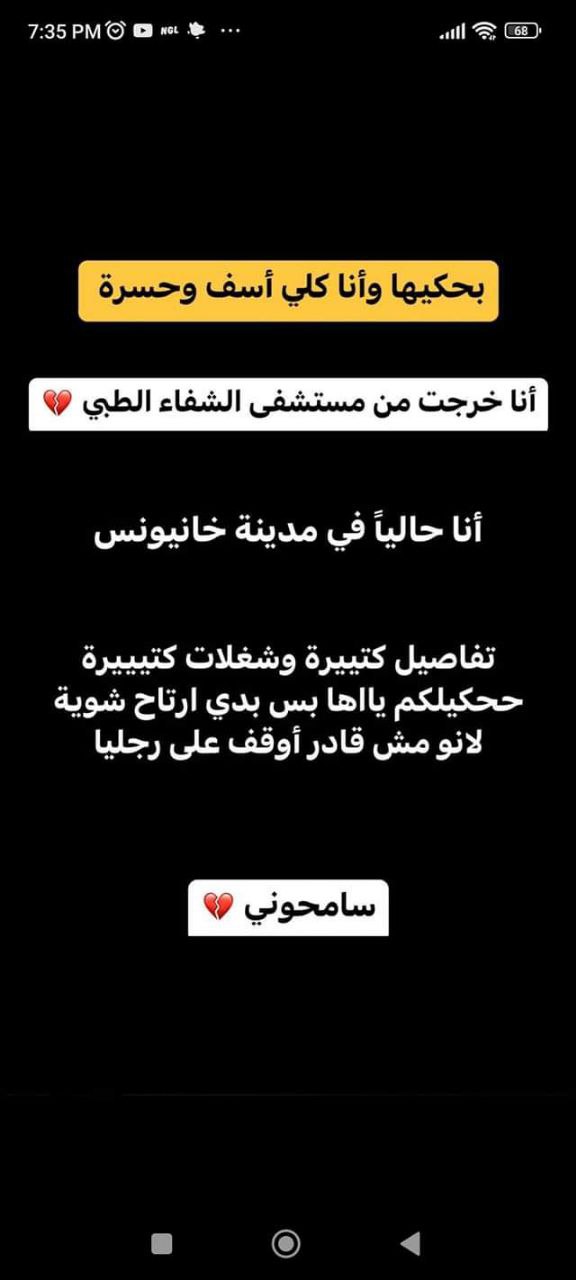 7:35 PM NGL ... 68
بحكيها وأنا كلي أسف وحسرة
أنا خرجت من مستشفى الشفاء الطبي 💔
أنا حالياً في مدينة خانيونس
تفاصيل كتييرة وشغلات كتيييرة
ححكيلكم يااها بس بدي ارتاح شوية
لانو مش قادر أوقف على رجليا
سامحوني 💔